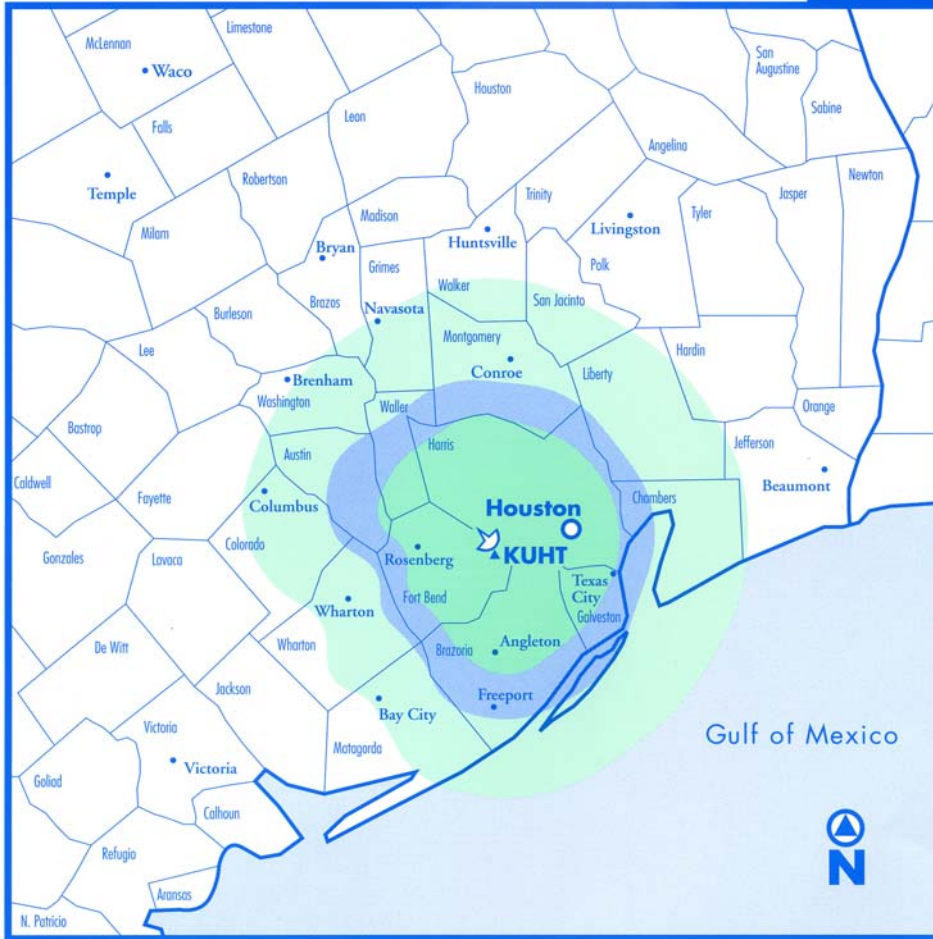 McLennan
Limestone
Waco
San
Augustine
Houston
Sabine
Leon
Falls
Angelina
Newton
Temple
Robertson
Jasper
Trinity
Madison
Livingston
Tyler
Milam
Bryan
Huntsville
Grimes
Polk
Walker
Brazos
San Jacinto
Navasota
Burleson
Montgomery
Lee
Hardin
Conroe
Liberty
Brenham
Washington
Waller
Orange
Bastrop
Harris
Jefferson
Austin
Caldwell
Beaumont
Fayette
Columbus
Chambers
Houston
Colorado
Gonzales
Lavaca
Rosenberg
KUHT
Texas
City
Fort Bend
Wharton
Galveston
De Witt
Wharton
Brazoria
Angleton
Jackson
Freeport
Bay City
Victoria
Gulf of Mexico
Matagorda
Victoria
Goliad
Calhoun
Refugio
N
Aransas
N. Patricio